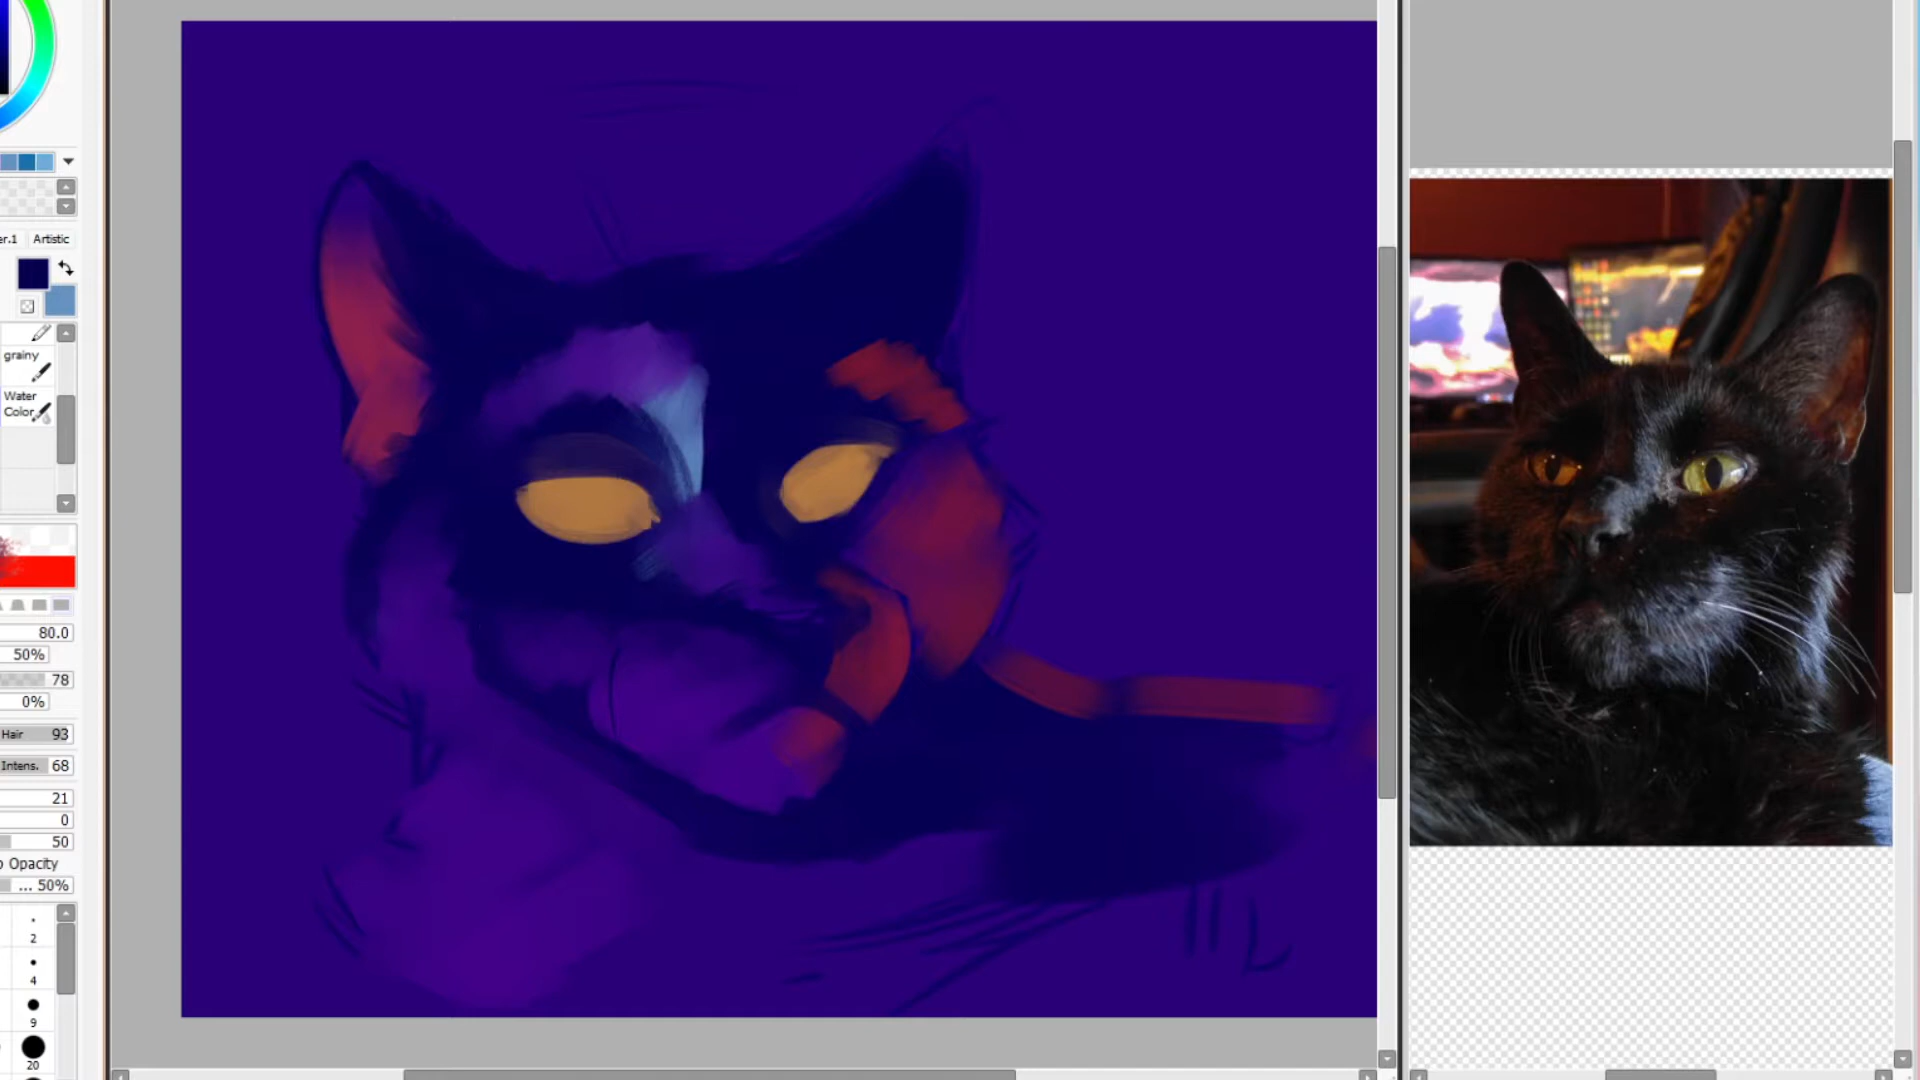 er.1 Artistic
grainy
Water
Color
80.0
50%
78
0%
Hair 93
Intens. 68
21
0
50
Opacity
... 50%
2
4
9
20